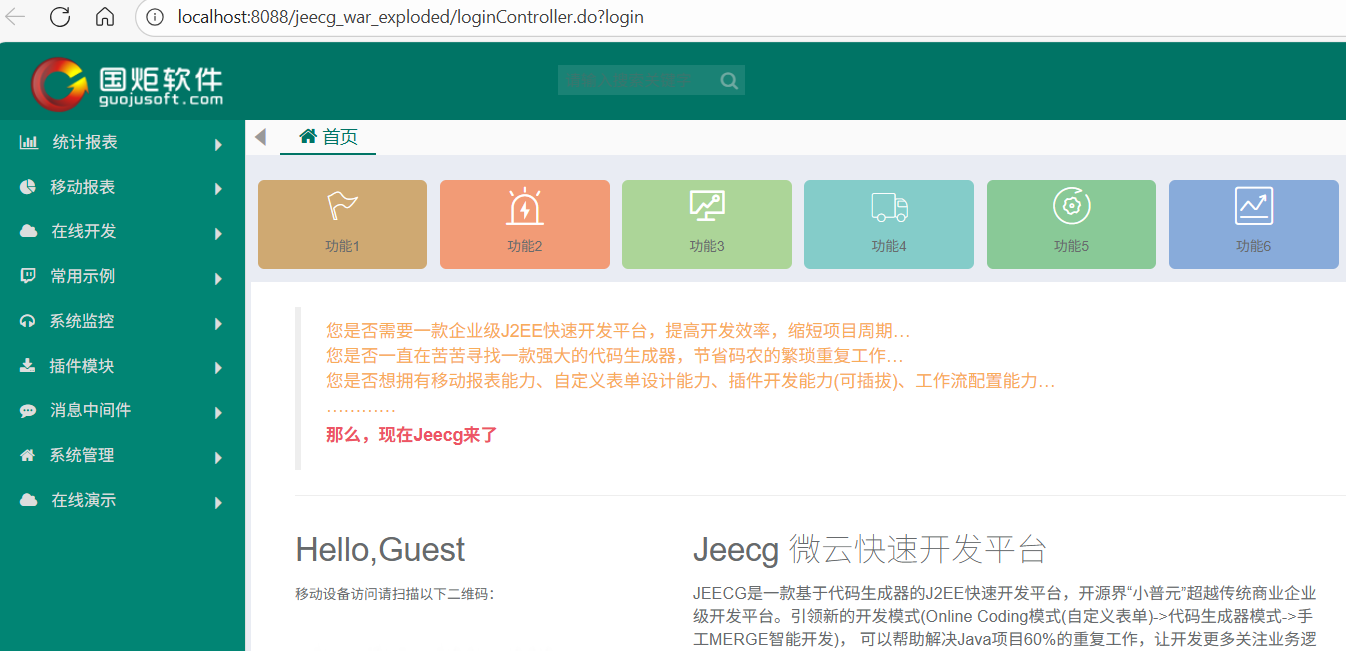 localhost:8088/jeecg_war_exploded/loginController.do?login
国炬软件
guojusoft.com
统计报表
移动报表
在线开发
常用示例
系统监控
插件模块
消息中间件
系统管理
在线演示
首页
功能1
功能2
功能3
功能4
功能5
功能6
您是否需要一款企业级J2EE快速开发平台，提高开发效率，缩短项目周期…
您是否一直在苦苦寻找一款强大的代码生成器，节省码农的繁琐重复工作…
您是否想拥有移动报表能力、自定义表单设计能力、插件开发能力(可插拔)、工作流配置能力…
…………
那么，现在Jeecg来了
Hello,Guest
移动设备访问请扫描以下二维码：
Jeecg 微云快速开发平台
JEECG是一款基于代码生成器的J2EE快速开发平台，开源界“小普元”超越传统商业企业
级开发平台。引领新的开发模式(Online Coding模式(自定义表单)->代码生成器模式->手
工MERGE智能开发)， 可以帮助解决Java项目60%的重复工作，让开发更多关注业务逻